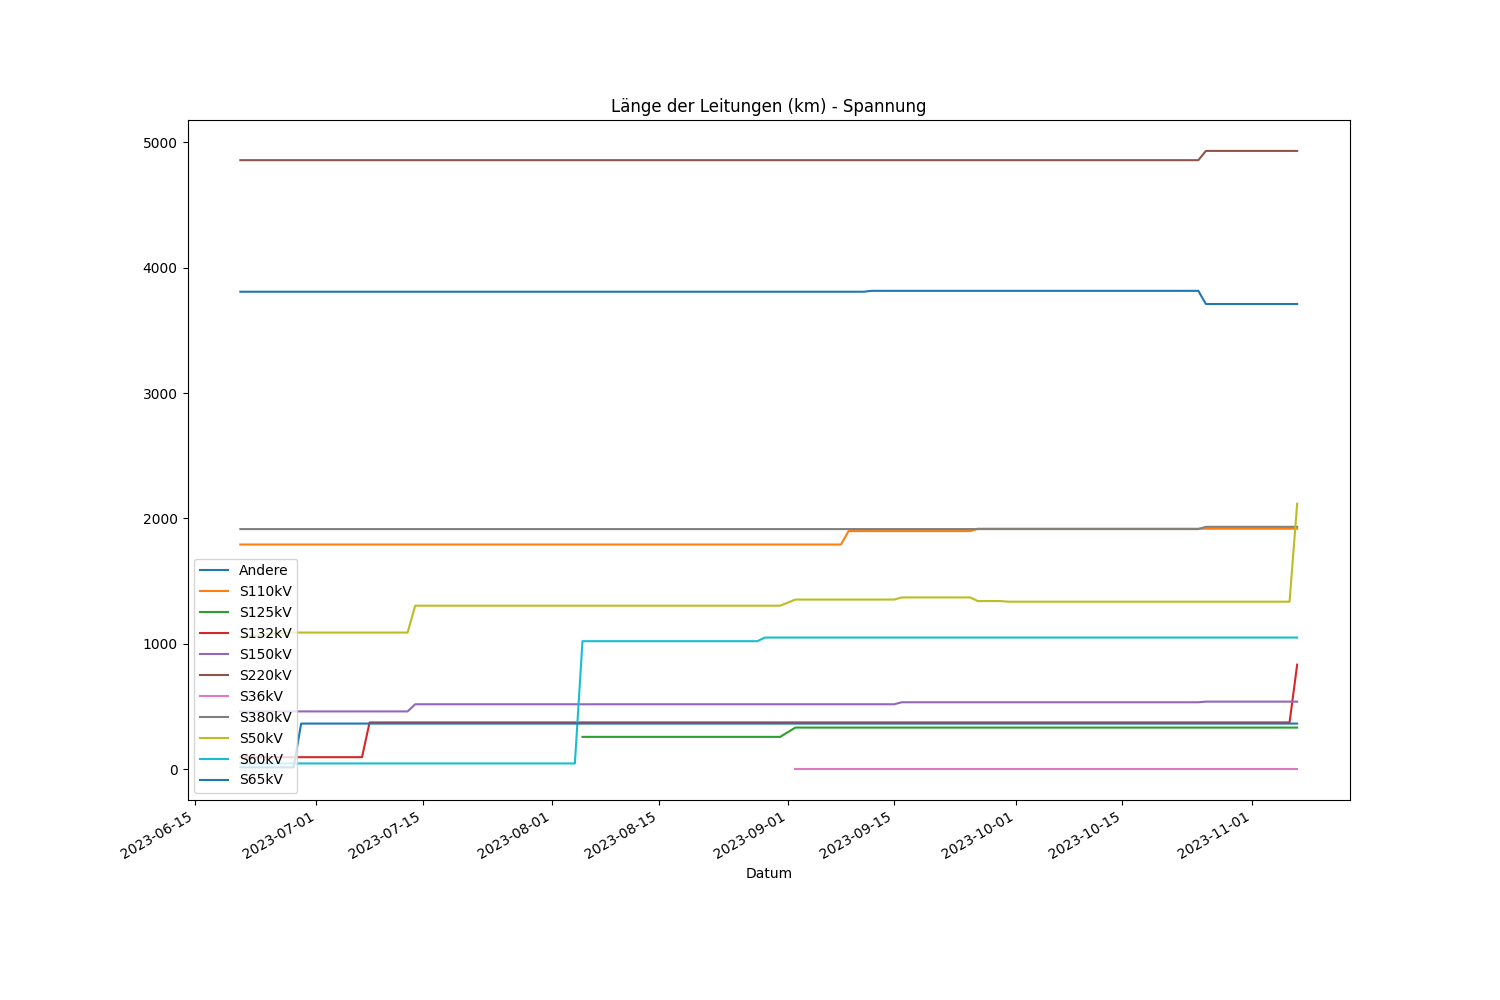 Länge der Leitungen (km) - Spannung
5000
4000
3000
2000
1000
0
Andere
S110kV
S125kV
S132kV
S150kV
S220kV
S36kV
S380kV
S50kV
S60kV
S65kV
2023-06-15
2023-07-01
2023-07-15
2023-08-01
2023-08-15
2023-09-01
2023-09-15
2023-10-01
2023-10-15
2023-11-01
Datum